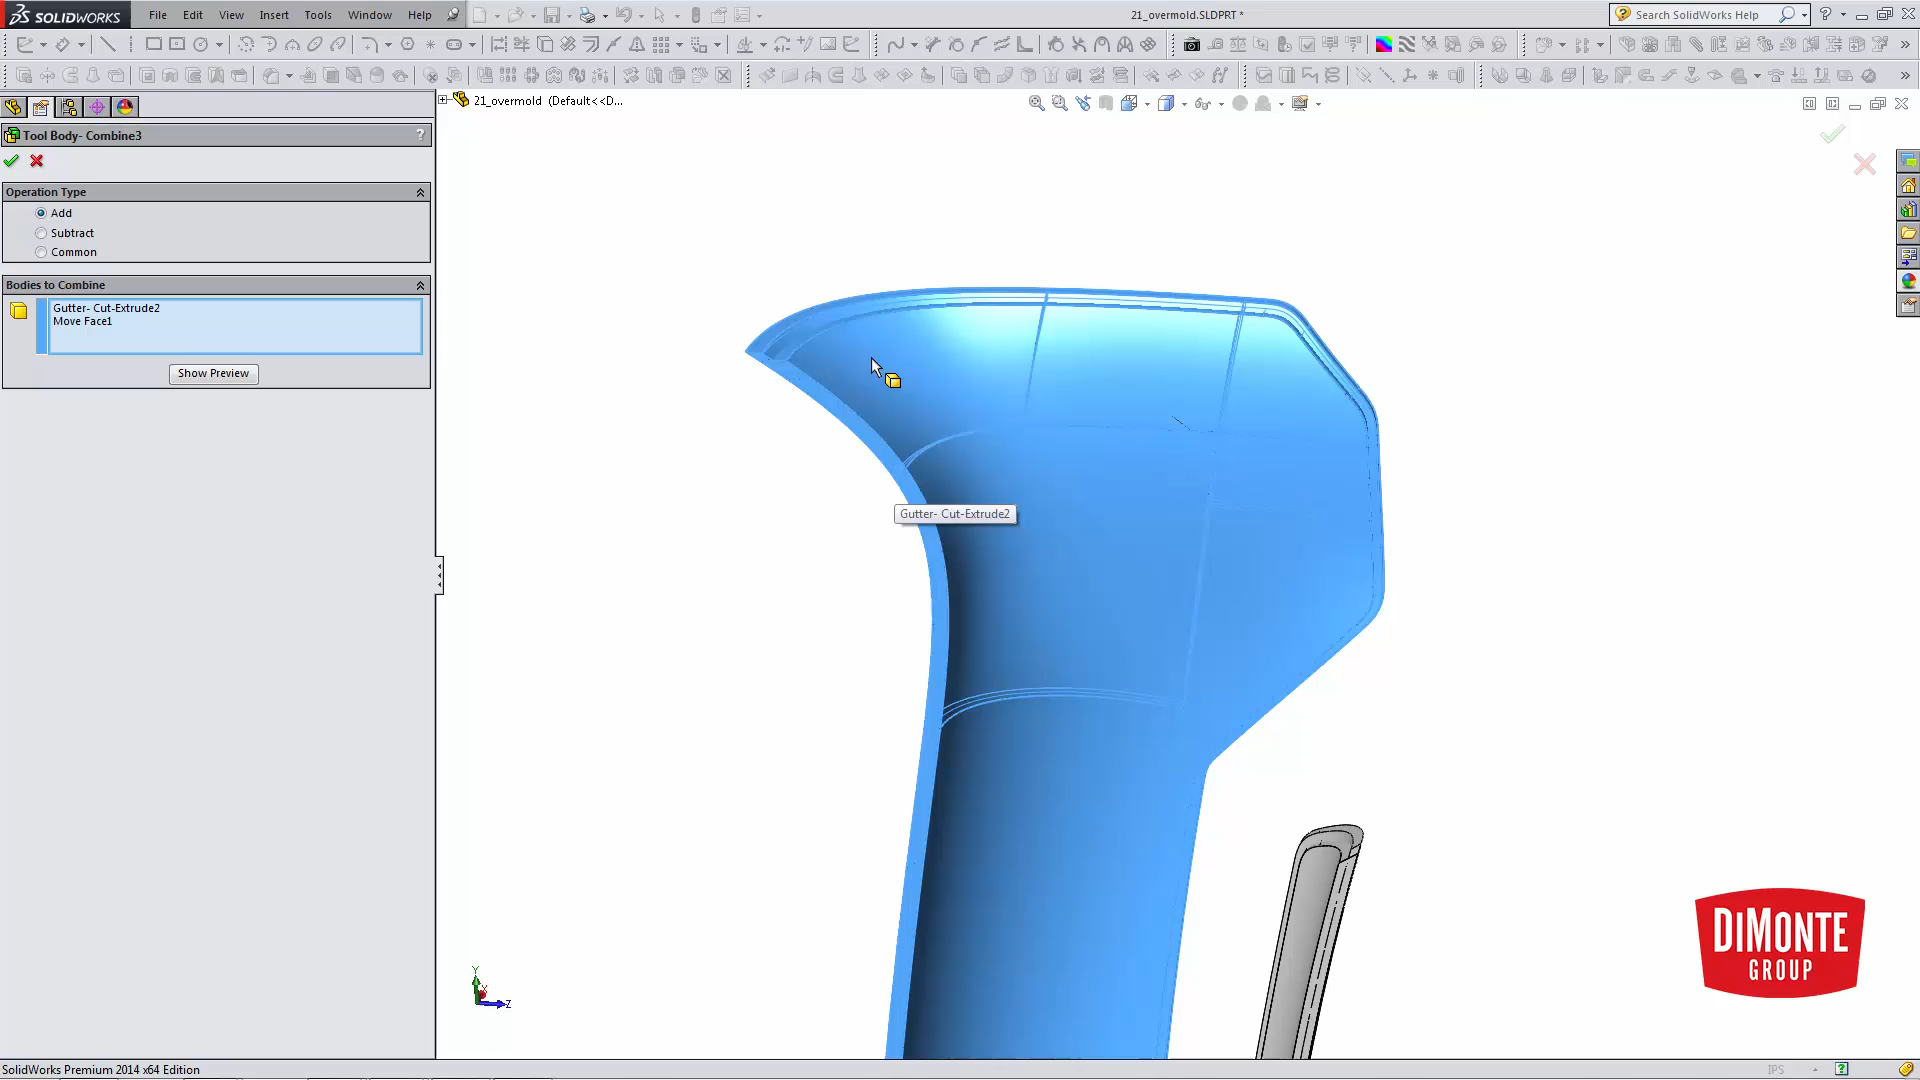 SOLIDWORKS
File Edit View Insert Tools Window Help
21_overmold.SLDPRT *
Search SolidWorks Help
21_overmold (Default<<D...
Tool Body- Combine3
?
Operation Type
Add
Subtract
Common
Bodies to Combine
Gutter- Cut-Extrude2
Move Face1
Show Preview
Gutter- Cut-Extrude2
Y
X
Z
DIMONTE
GROUP
SolidWorks Premium 2014 x64 Edition
IPS